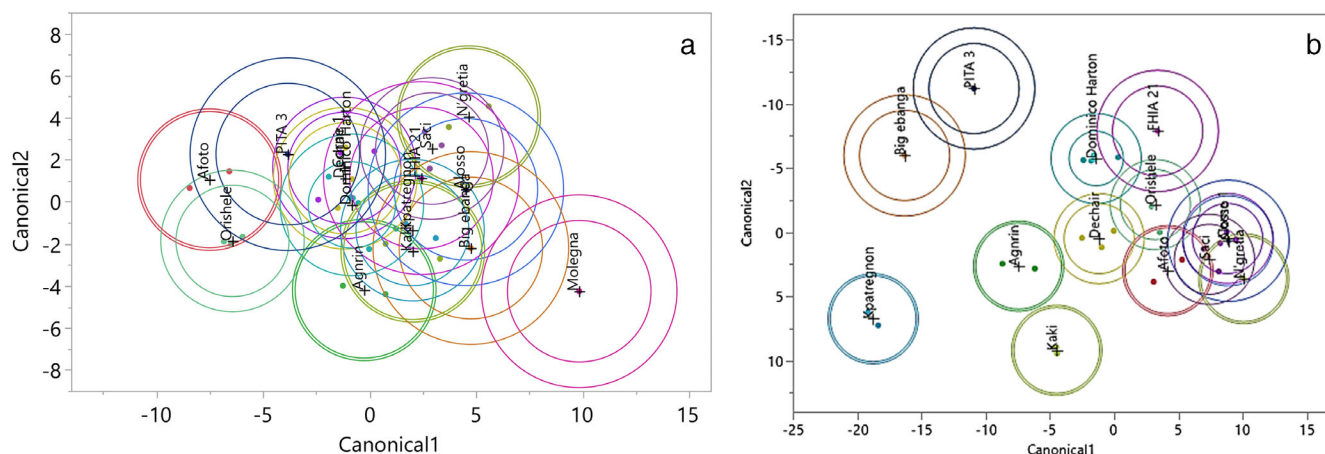 a
8
6
4
2
0
-2
-4
-6
-8
Canonical2
Afoto
Orishele
PITA 3
Agnrin
N'gretia
Saci
Alosso
Big ebanga
Molegna
-10
-5
0
5
10
15
Canonical1
b
-15
-10
-5
0
5
10
Canonical2
PITA 3
Big ebanga
Dominico Harton
FHIA 21
Orishele
Dechair
Agnrin
Afoto
Saci
N'gretia
Kpatregnon
Kaki
-25
-20
-15
-10
-5
0
5
10
15
Canonical1